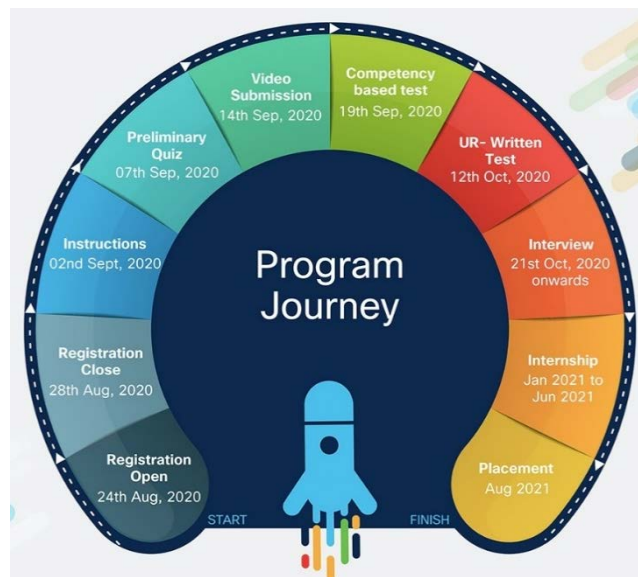 Program
Journey
START
Registration
Open
24th Aug, 2020
Registration
Close
28th Aug, 2020
Instructions
02nd Sept, 2020
Preliminary
Quiz
07th Sep, 2020
Video
Submission
14th Sep, 2020
Competency
based test
19th Sep, 2020
UR- Written
Test
12th Oct, 2020
Interview
21st Oct, 2020
onwards
Internship
Jan 2021 to
Jun 2021
Placement
Aug 2021
FINISH